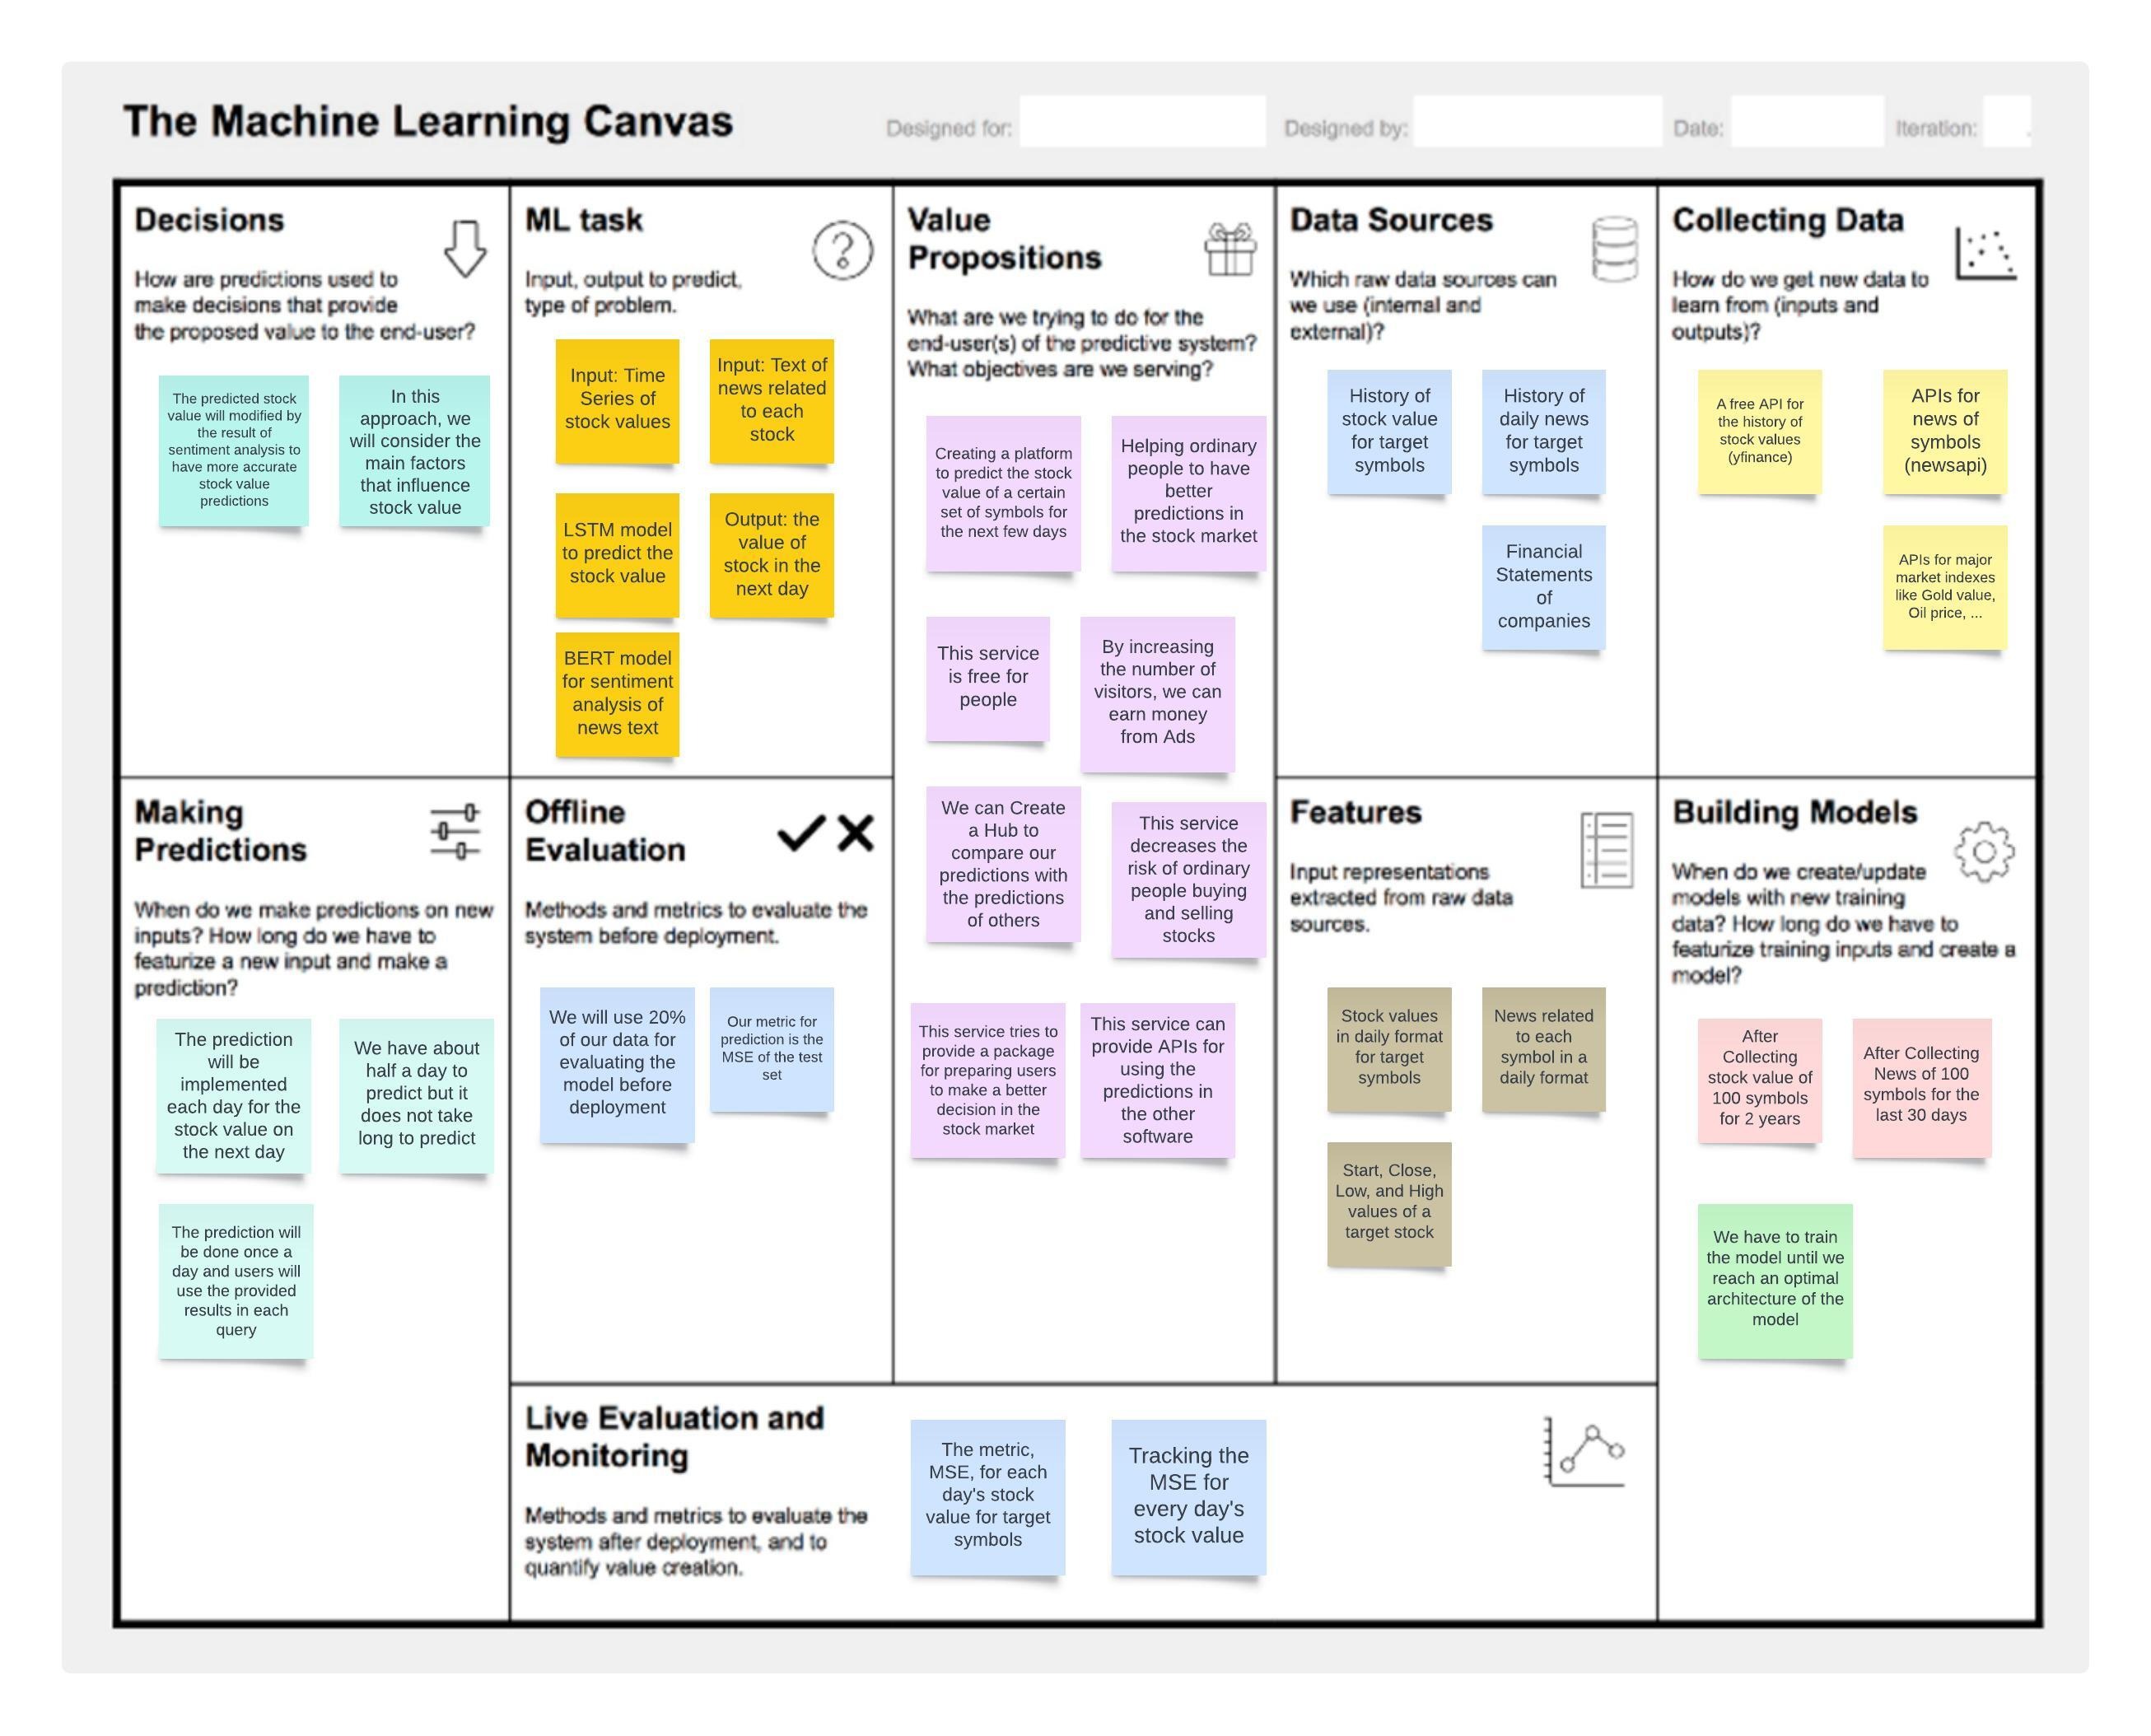 The Machine Learning Canvas
Designed for:
Designed by:
Date:
Iteration:
Decisions
How are predictions used to
make decisions that provide
the proposed value to the end-user?
The predicted stock
value will modified by
the result of
sentiment analysis to
have more accurate
stock value
predictions
In this
approach, we
will consider the
main factors
that influence
stock value
ML task
Input, output to predict,
type of problem.
Input: Time
Series of
stock values
Input: Text of
news related
to each
stock
LSTM model
to predict the
stock value
Output: the
value of
stock in the
next day
BERT model
for sentiment
analysis of
news text
Value
Propositions
What are we trying to do for the
end-user(s) of the predictive system?
What objectives are we serving?
Creating a platform
to predict the stock
value of a certain
set of symbols for
the next few days
Helping ordinary
people to have
better
predictions in
the stock market
This service
is free for
people
By increasing
the number of
visitors, we can
earn money
from Ads
We can Create
a Hub to
compare our
predictions with
the predictions
of others
This service
decreases the
risk of ordinary
people buying
and selling
stocks
This service tries to
provide a package
for preparing users
to make a better
decision in the
stock market
This service can
provide APIs for
using the
predictions in
the other
software
Data Sources
Which raw data sources can
we use (internal and
external)?
History of
stock value
for target
symbols
History of
daily news
for target
symbols
Financial
Statements
of
companies
Collecting Data
How do we get new data to
learn from (inputs and
outputs)?
A free API for
the history of
stock values
(yfinance)
APIs for
news of
symbols
(newsapi)
APIs for major
market indexes
like Gold value,
Oil price, ...
Making
Predictions
When do we make predictions on new
inputs? How long do we have to
featurize a new input and make a
prediction?
The prediction
will be
implemented
each day for the
stock value on
the next day
We have about
half a day to
predict but it
does not take
long to predict
The prediction will
be done once a
day and users will
use the provided
results in each
query
Offline
Evaluation
Methods and metrics to evaluate the
system before deployment.
We will use 20%
of our data for
evaluating the
model before
deployment
Our metric for
prediction is the
MSE of the test
set
Features
Input representations
extracted from raw data
sources.
Stock values
in daily format
for target
symbols
News related
to each
symbol in a
daily format
Start, Close,
Low, and High
values of a
target stock
Building Models
When do we create/update
models with new training
data? How long do we have to
featurize training inputs and create a
model?
After
Collecting
stock value of
100 symbols
for 2 years
After Collecting
News of 100
symbols for the
last 30 days
We have to train
the model until we
reach an optimal
architecture of the
model
Live Evaluation and
Monitoring
Methods and metrics to evaluate the
system after deployment, and to
quantify value creation.
The metric,
MSE, for each
day's stock
value for target
symbols
Tracking the
MSE for
every day's
stock value